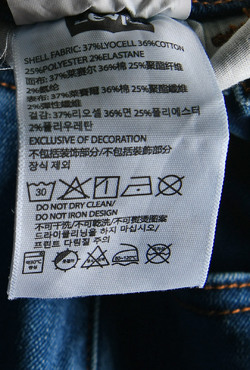 SHELL FABRIC: 37%LYOCELL 36%COTTON
25%POLYESTER 2%ELASTANE
面布: 37%莱赛尔 36%棉 25%聚酯纤维
2%氨纶
面布: 37%萊賽爾 36%棉 25%聚酯纖維
2%彈性纖維
겉감: 37%리오셀 36%면 25%폴리에스터
2%폴리우레탄
EXCLUSIVE OF DECORATION
不包括装饰部分/不包括裝飾部分/
장식 제외
30
DO NOT DRY CLEAN/
DO NOT IRON DESIGN
不可干洗/不可乾洗/不可熨燙圖案
드라이클리닝을 하지 마십시오/
프린트 다림질 주의